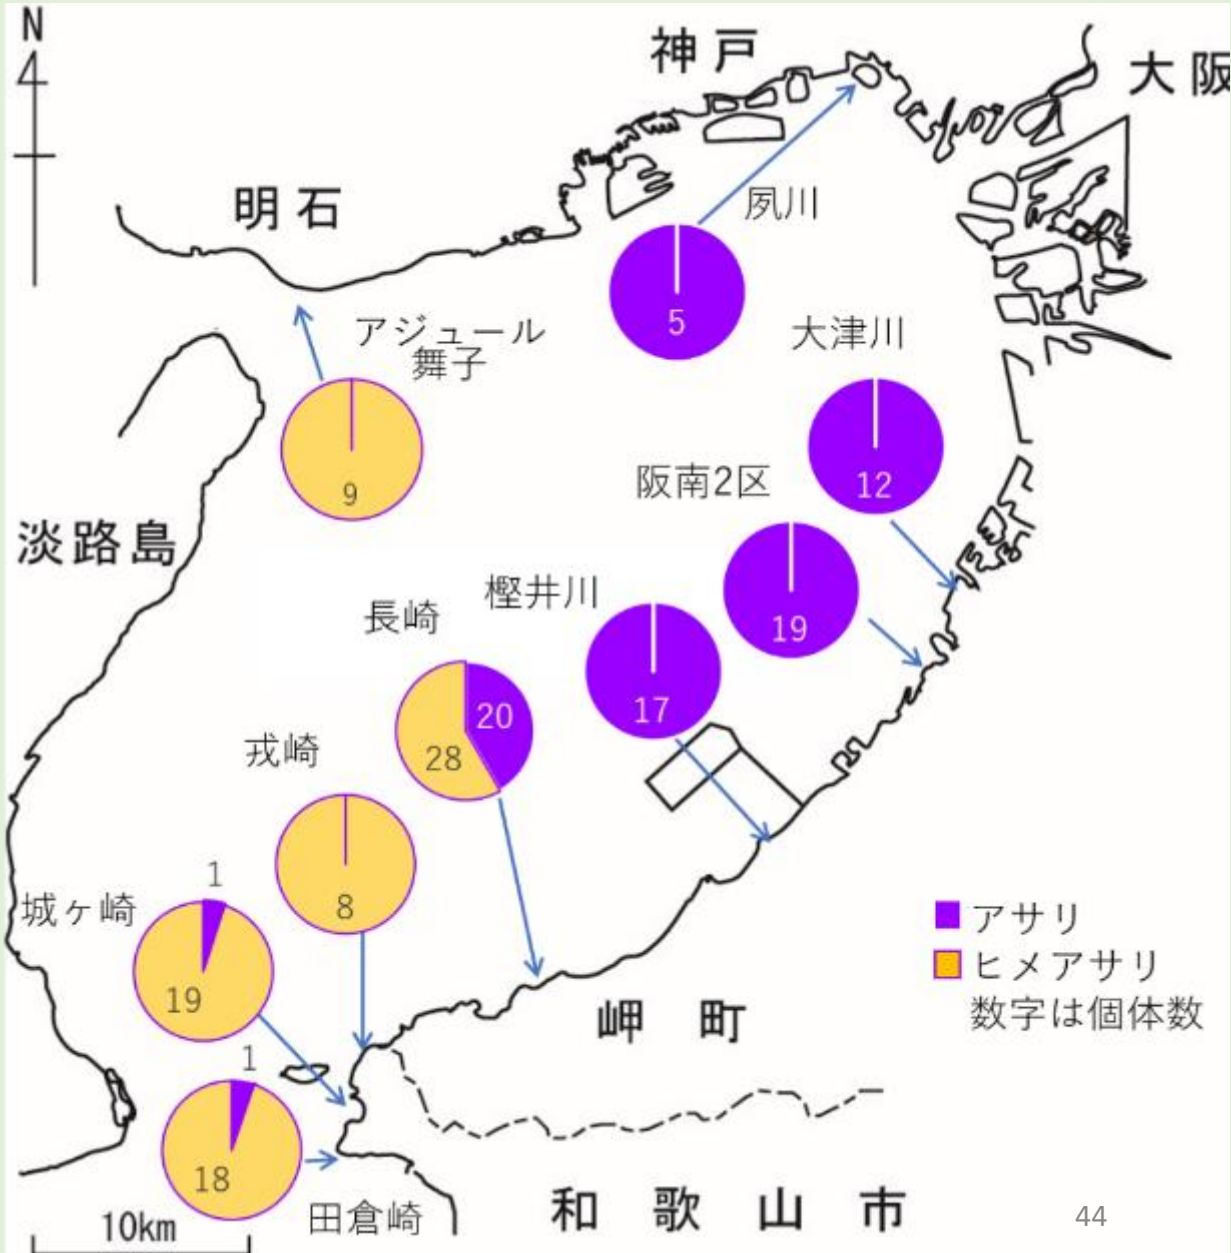 N
神戸
大阪
明石
夙川
5
アジュール
舞子
9
大津川
12
阪南2区
19
淡路島
樫井川
17
長崎
20
28
戎崎
8
城ヶ崎
1
19
アサリ
ヒメアサリ
数字は個体数
岬町
1
18
田倉崎
和歌山市
10km
44